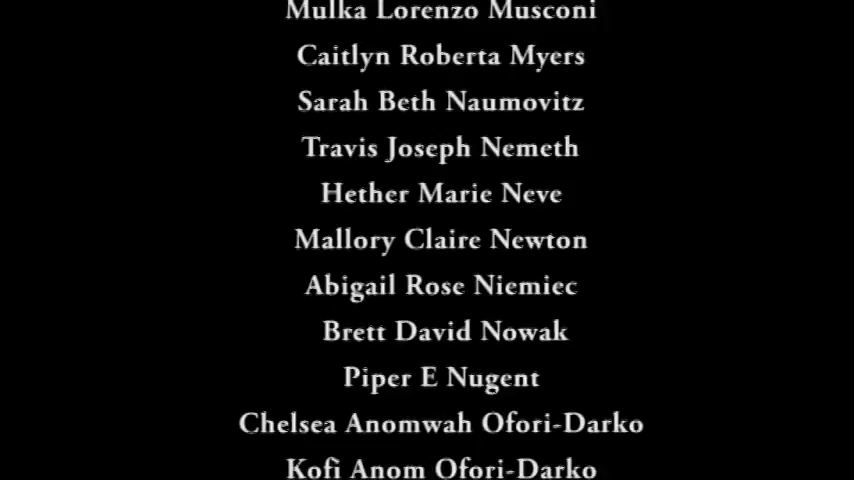 Mulka Lorenzo Musconi
Caitlyn Roberta Myers
Sarah Beth Naumovitz
Travis Joseph Nemeth
Hether Marie Neve
Mallory Claire Newton
Abigail Rose Niemiec
Brett David Nowak
Piper E Nugent
Chelsea Anomwah Ofori-Darko
Kofi Anom Ofori-Darko